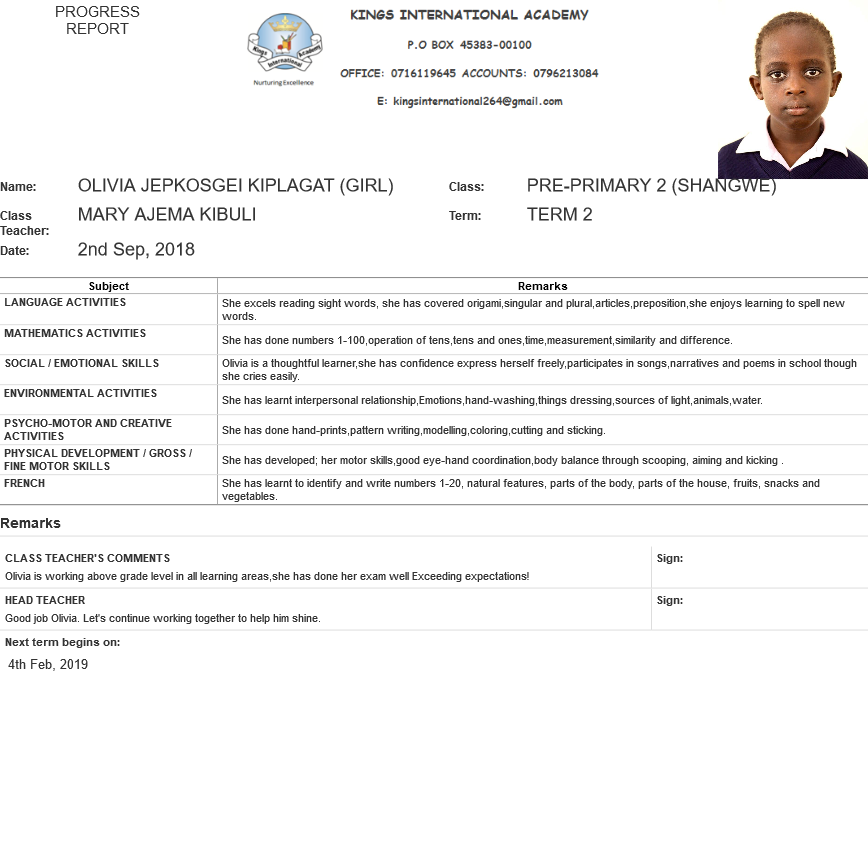 PROGRESS
REPORT
KINGS INTERNATIONAL ACADEMY
P.O BOX 45383-00100
OFFICE: 0716119645 ACCOUNTS: 0796213084
E: kingsinternational264@gmail.com
Kings Academy
International
Nurturing Excellence
Name: OLIVIA JEPKOSGEI KIPLAGAT (GIRL) Class: PRE-PRIMARY 2 (SHANGWE)
Class Teacher: MARY AJEMA KIBULI Term: TERM 2
Date: 2nd Sep, 2018
Subject Remarks
LANGUAGE ACTIVITIES She excels reading sight words, she has covered origami,singular and plural,articles,preposition,she enjoys learning to spell new
words.
MATHEMATICS ACTIVITIES She has done numbers 1-100,operation of tens,tens and ones,time,measurement,similarity and difference.
SOCIAL / EMOTIONAL SKILLS Olivia is a thoughtful learner,she has confidence express herself freely,participates in songs,narratives and poems in school though
she cries easily.
ENVIRONMENTAL ACTIVITIES She has learnt interpersonal relationship,Emotions,hand-washing,things dressing,sources of light,animals,water.
PSYCHO-MOTOR AND CREATIVE
ACTIVITIES She has done hand-prints,pattern writing,modelling,coloring,cutting and sticking.
PHYSICAL DEVELOPMENT / GROSS /
FINE MOTOR SKILLS She has developed; her motor skills,good eye-hand coordination,body balance through scooping, aiming and kicking .
FRENCH She has learnt to identify and write numbers 1-20, natural features, parts of the body, parts of the house, fruits, snacks and
vegetables.
Remarks
CLASS TEACHER'S COMMENTS Sign:
Olivia is working above grade level in all learning areas,she has done her exam well Exceeding expectations!
HEAD TEACHER Sign:
Good job Olivia. Let's continue working together to help him shine.
Next term begins on:
4th Feb, 2019